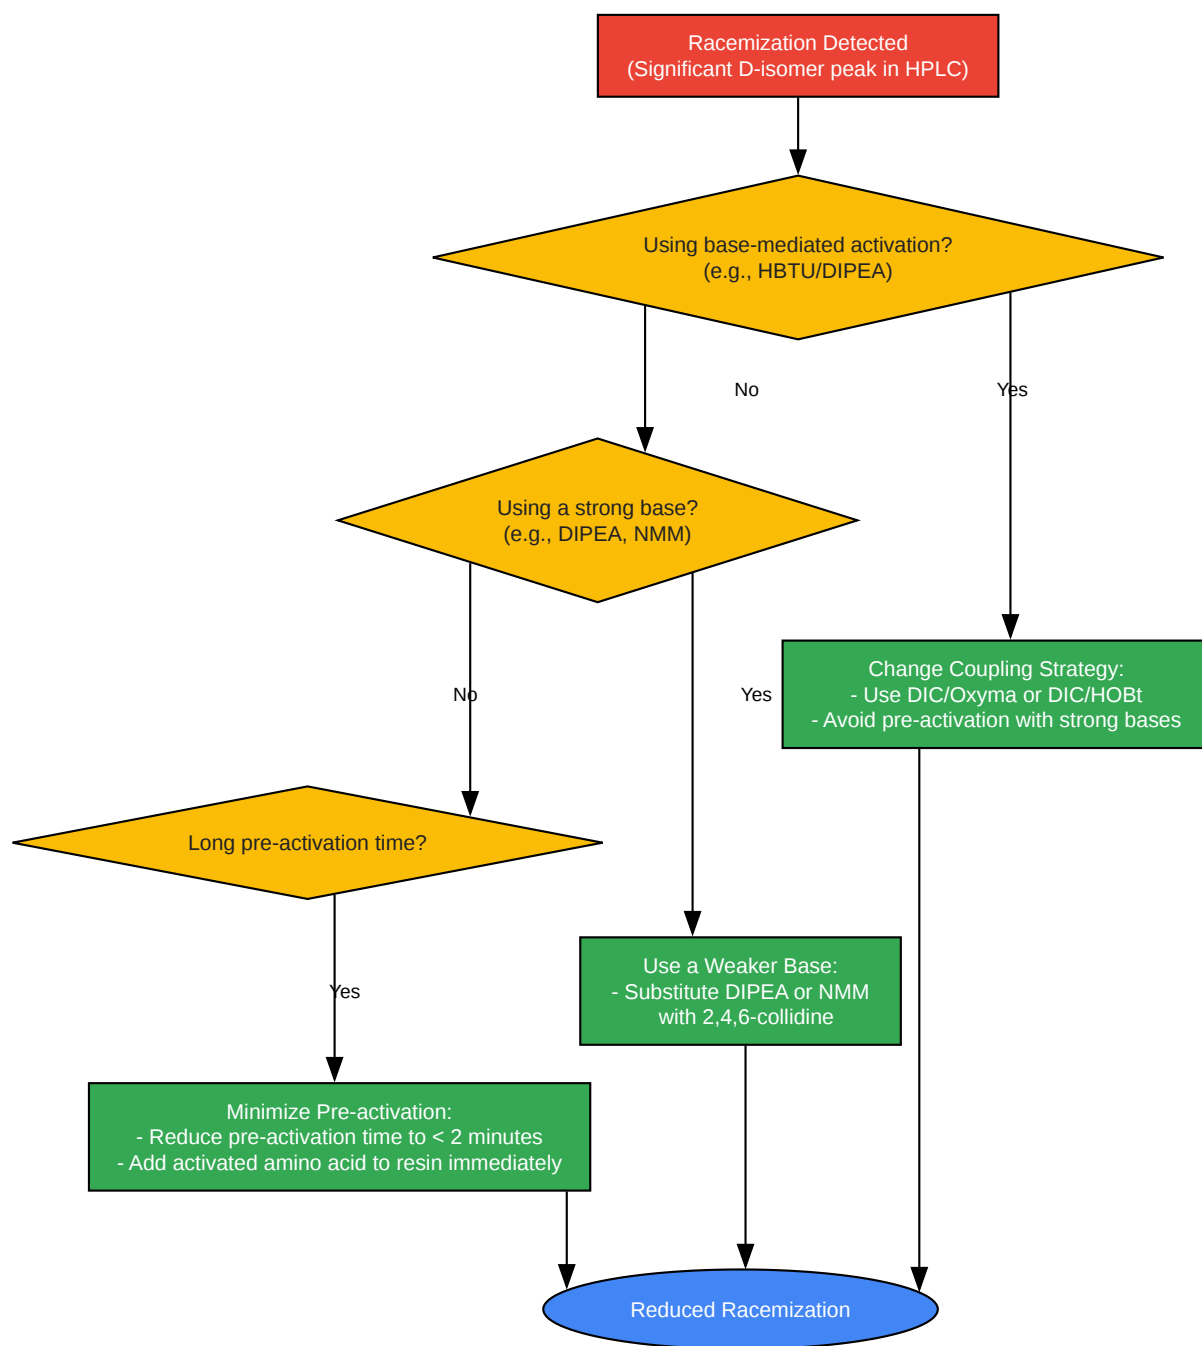 Racemization Detected
(Significant D-isomer peak in HPLC)
Using base-mediated activation?
(e.g., HBTU/DIPEA)
No
Yes
Using a strong base?
(e.g., DIPEA, NMM)
Change Coupling Strategy:
- Use DIC/Oxyma or DIC/HOBt
- Avoid pre-activation with strong bases
No
Yes
Long pre-activation time?
Use a Weaker Base:
- Substitute DIPEA or NMM
with 2,4,6-collidine
Yes
Minimize Pre-activation:
- Reduce pre-activation time to < 2 minutes
- Add activated amino acid to resin immediately
Reduced Racemization